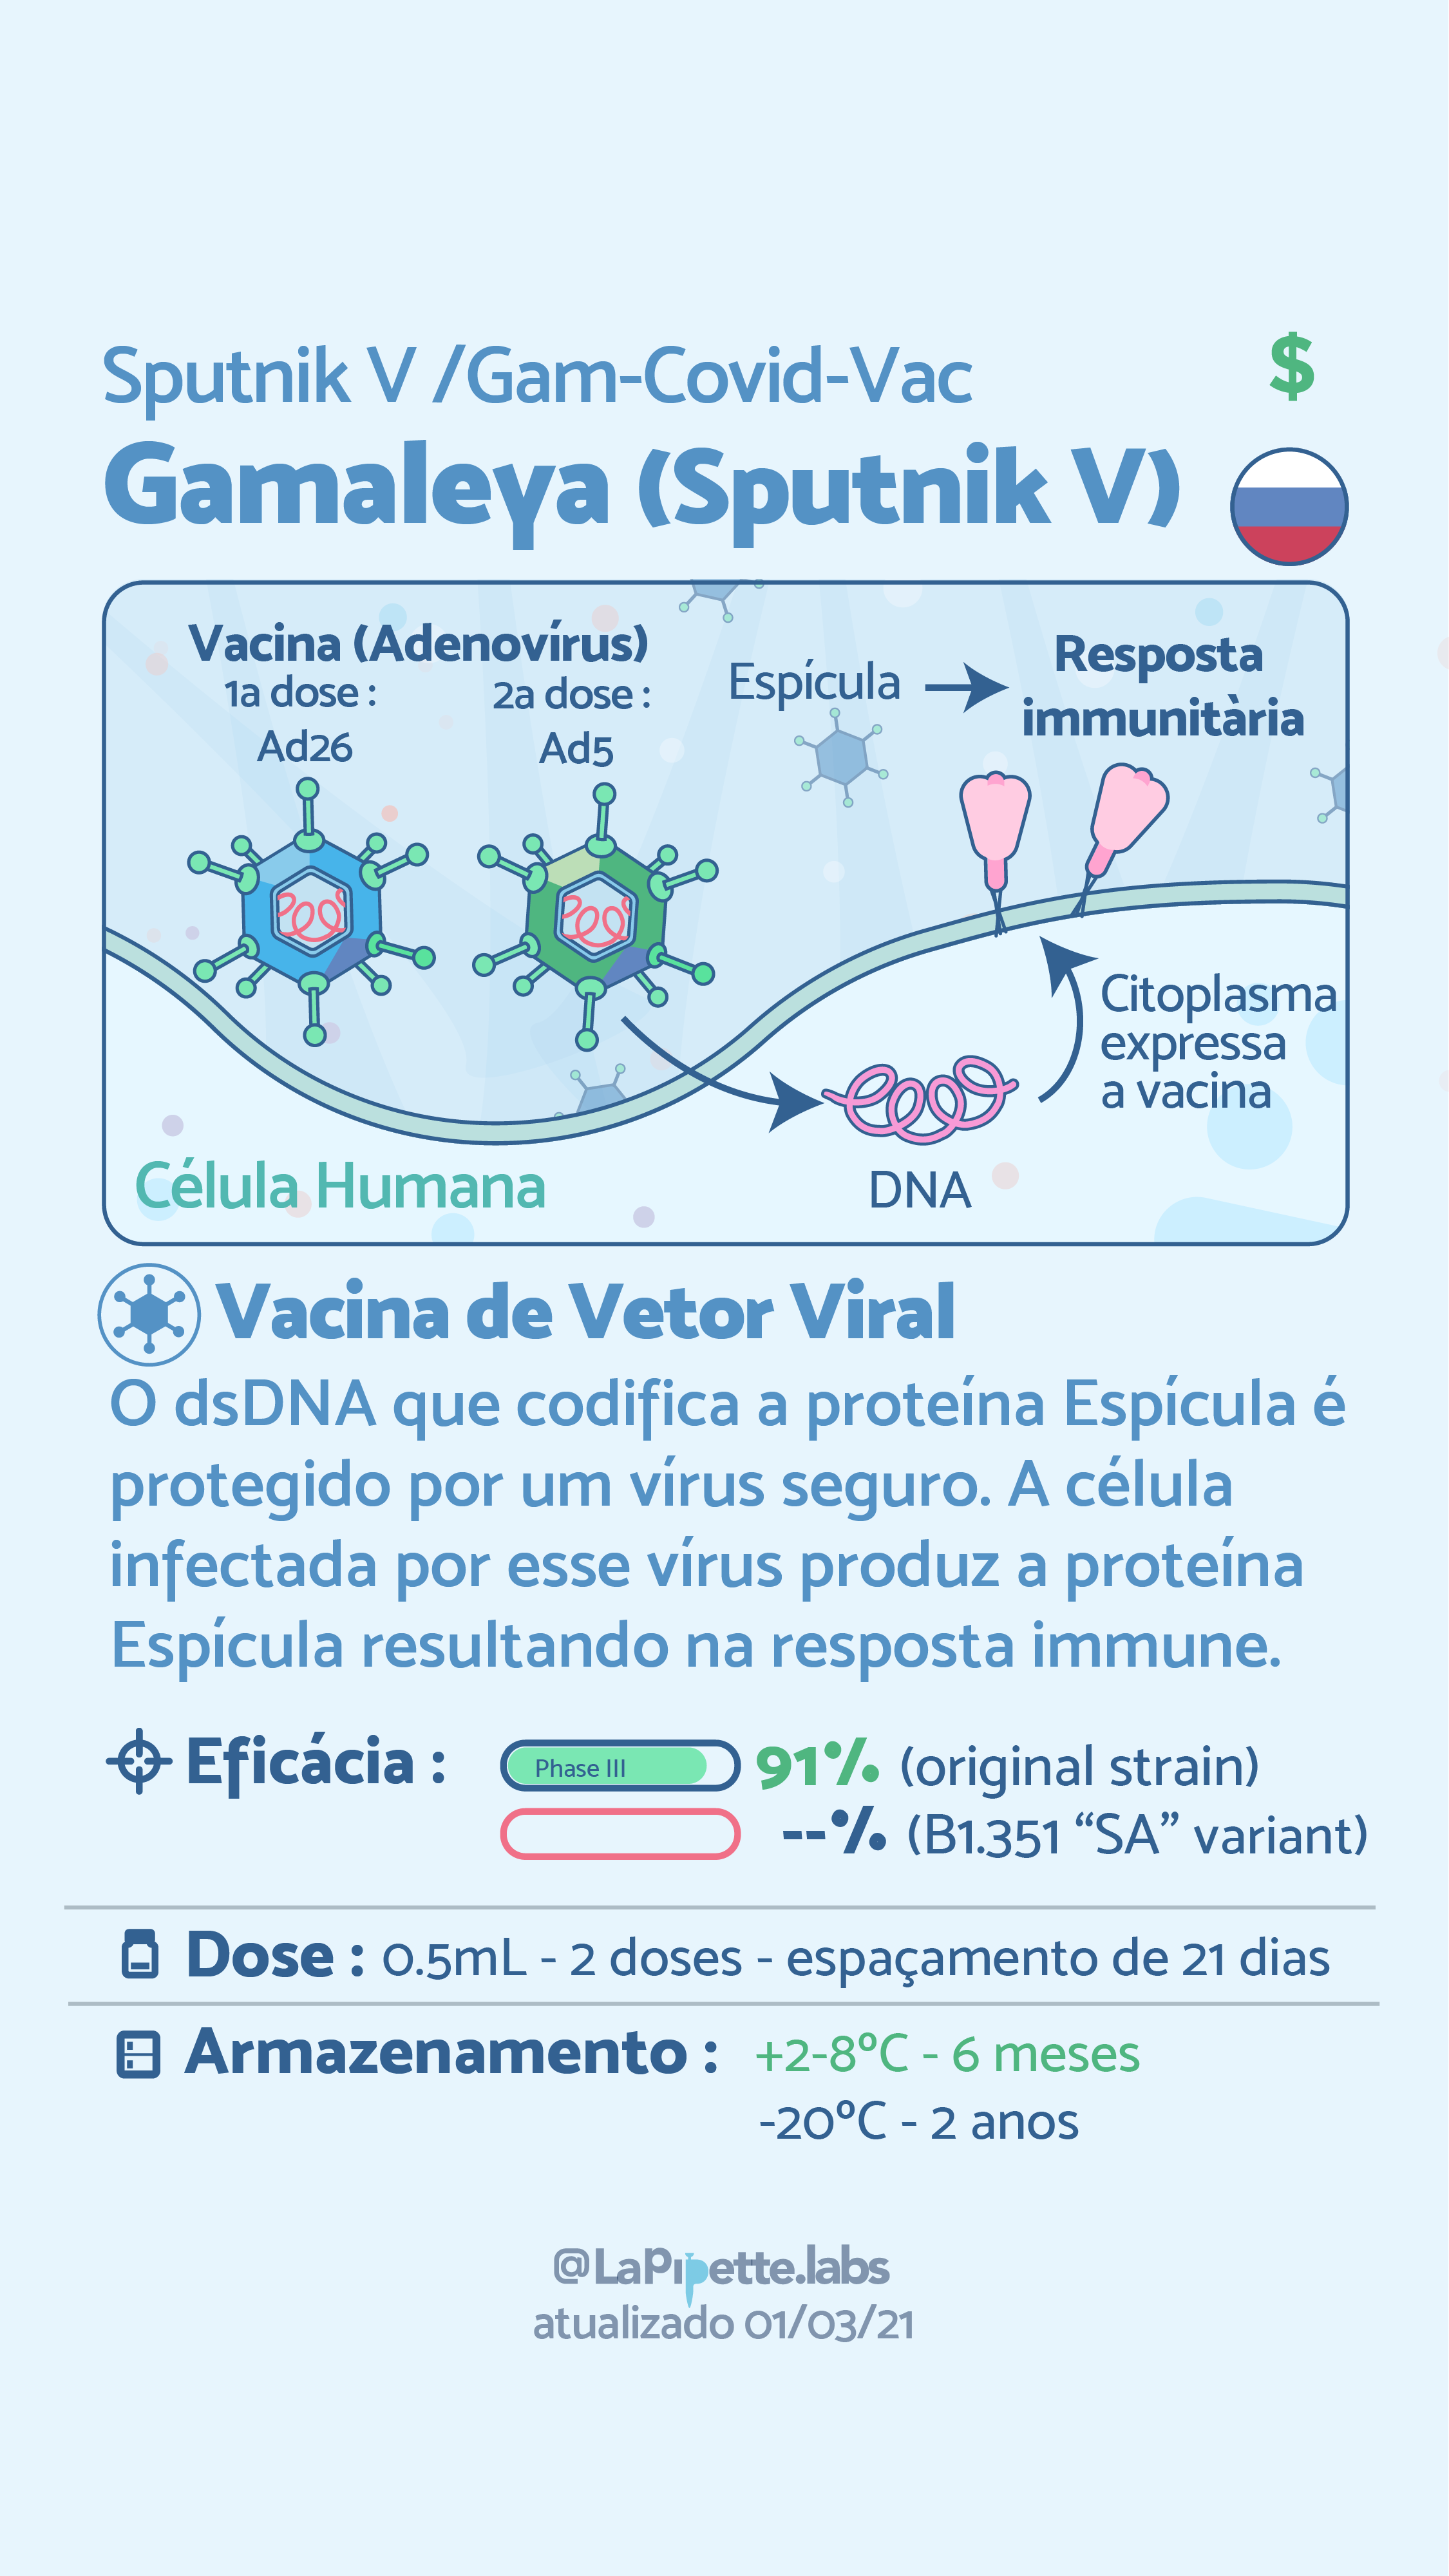 Sputnik V /Gam-Covid-Vac
$
Gamaleya (Sputnik V)
Vacina (Adenovírus)
1a dose :
Ad26
2a dose :
Ad5
Espícula
Resposta
immunitària
Citoplasma
expressa
a vacina
DNA
Célula Humana
Vacina de Vetor Viral
O dsDNA que codifica a proteína Espícula é
protegido por um vírus seguro. A célula
infectada por esse vírus produz a proteína
Espícula resultando na resposta immune.
Eficácia : Phase III 91% (original strain)
--% (B1.351 “SA” variant)
Dose : 0.5mL - 2 doses - espaçamento de 21 dias
Armazenamento : +2-8ºC - 6 meses
-20ºC - 2 anos
@LaPipette.labs
atualizado 01/03/21